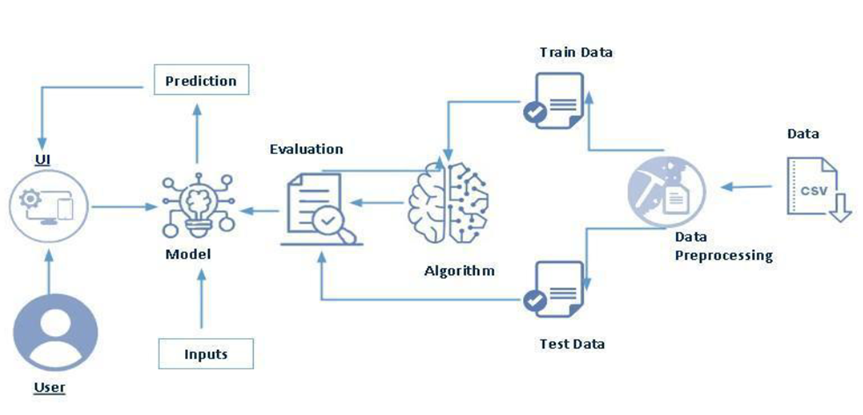 Train Data
Prediction
Data
Evaluation
UI
CSV
Model
Data
Preprocessing
Algorithm
Test Data
Inputs
User